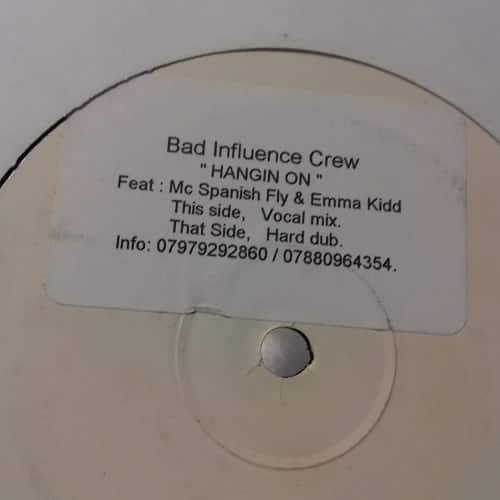 Bad Influence Crew
" HANGIN ON "
Feat : Mc Spanish Fly & Emma Kidd
This side, Vocal mix.
That Side, Hard dub.
Info: 07979292860 / 07880964354.